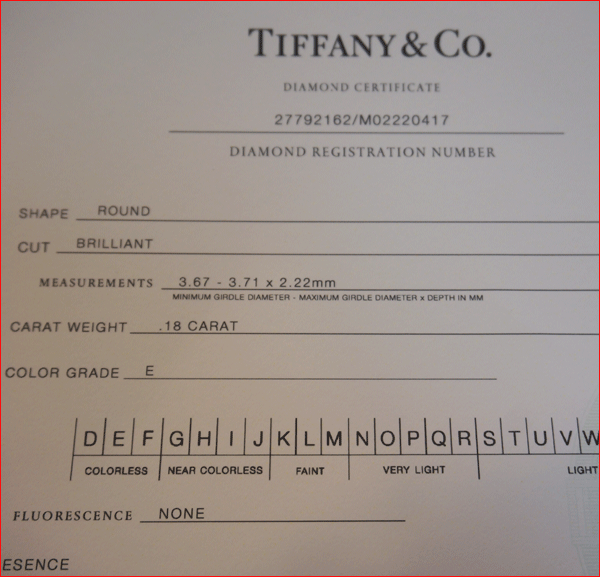 TIFFANY & CO.
DIAMOND CERTIFICATE
27792162/M02220417
DIAMOND REGISTRATION NUMBER
SHAPE ROUND
CUT BRILLIANT
MEASUREMENTS 3.67 - 3.71 x 2.22mm
MINIMUM GIRDLE DIAMETER - MAXIMUM GIRDLE DIAMETER x DEPTH IN MM
CARAT WEIGHT .18 CARAT
COLOR GRADE E
D E F G H I J K L M N O P Q R S T U V W
COLORLESS NEAR COLORLESS FAINT VERY LIGHT LIGHT
FLUORESCENCE NONE
ESENCE